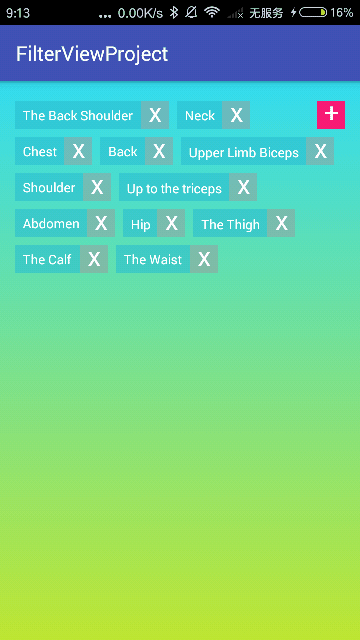 9:13 ... 0.00K/s 无服务 16%
FilterViewProject
The Back Shoulder X Neck X +
Chest X Back X Upper Limb Biceps X
Shoulder X Up to the triceps X
Abdomen X Hip X The Thigh X
The Calf X The Waist X